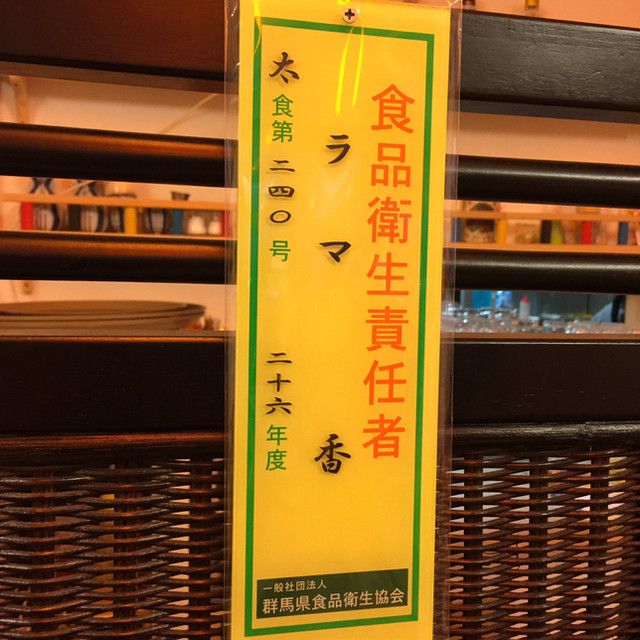 食品衛生責任者
ラマ 香
太食第二四〇号 二十六年度
一般社団法人
群馬県食品衛生協会